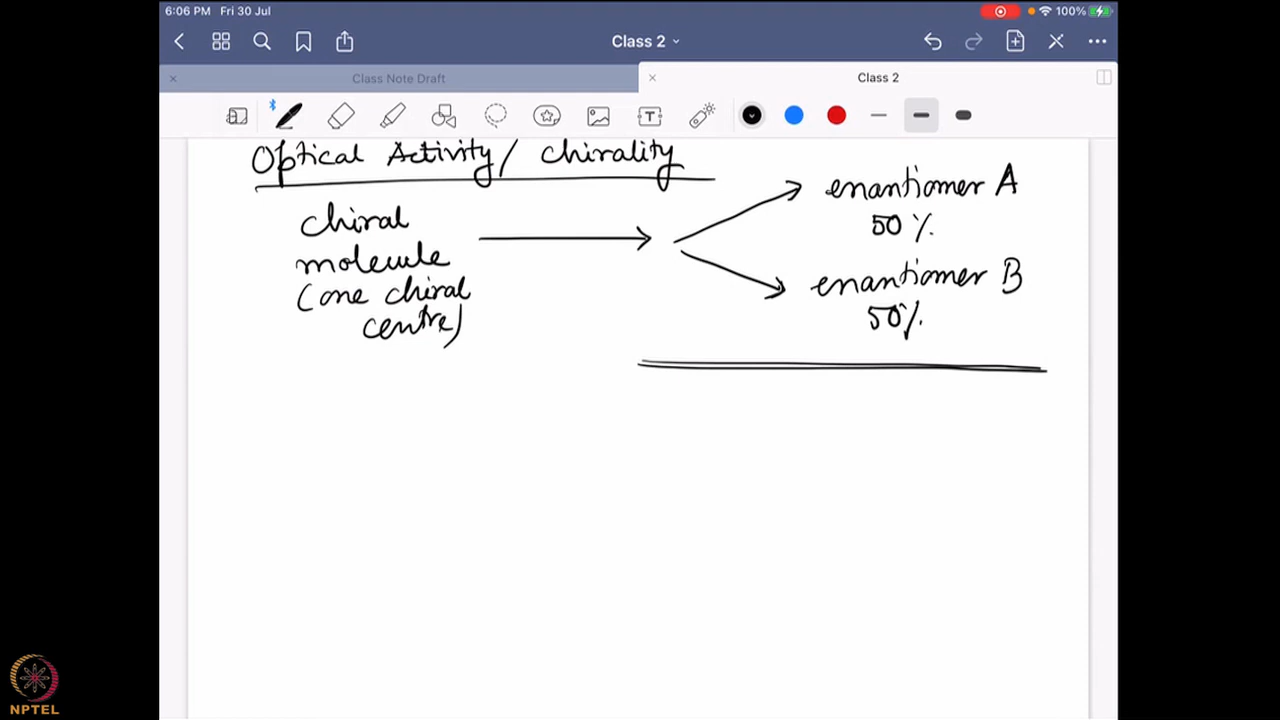 6:06 PM Fri 30 Jul
100%
Class 2
Class Note Draft
Class 2
T
Optical Activity / Chirality
chiral
molecule
(one chiral
centre)
enantiomer A
50 %
enantiomer B
50%
NPTEL